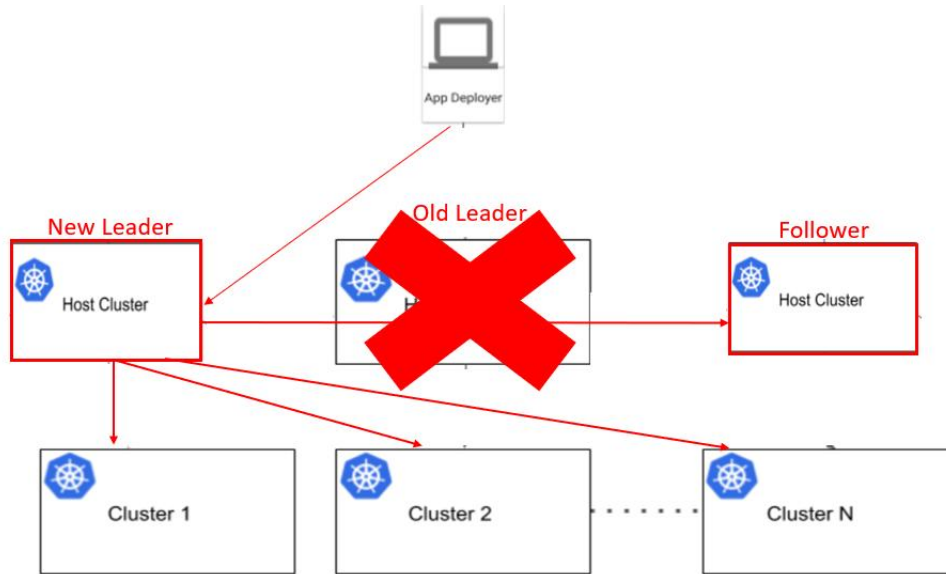 App Deployer
New Leader
Old Leader
Follower
Host Cluster
Host Cluster
Cluster 1
Cluster 2
Cluster N